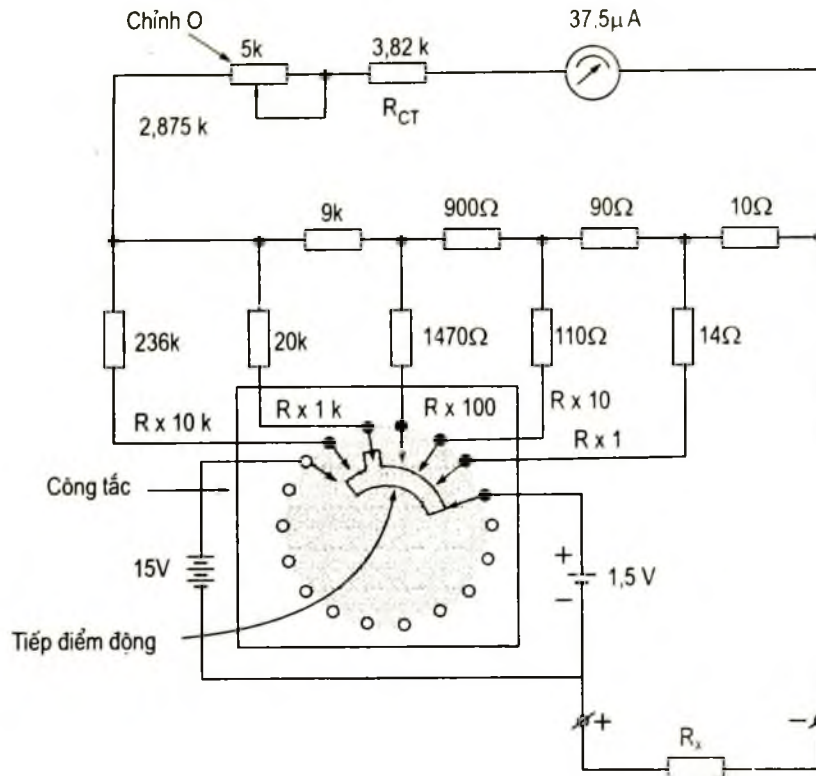 Chỉnh O
5k
3,82 k
37,5µA
2,875 k
R_CT
9k
900Ω
90Ω
10Ω
236k
20k
1470Ω
110Ω
14Ω
R x 10 k
R x 1 k
R x 100
R x 10
R x 1
Công tắc
15V
+
−
1,5 V
Tiếp điểm động
+
−
R_x